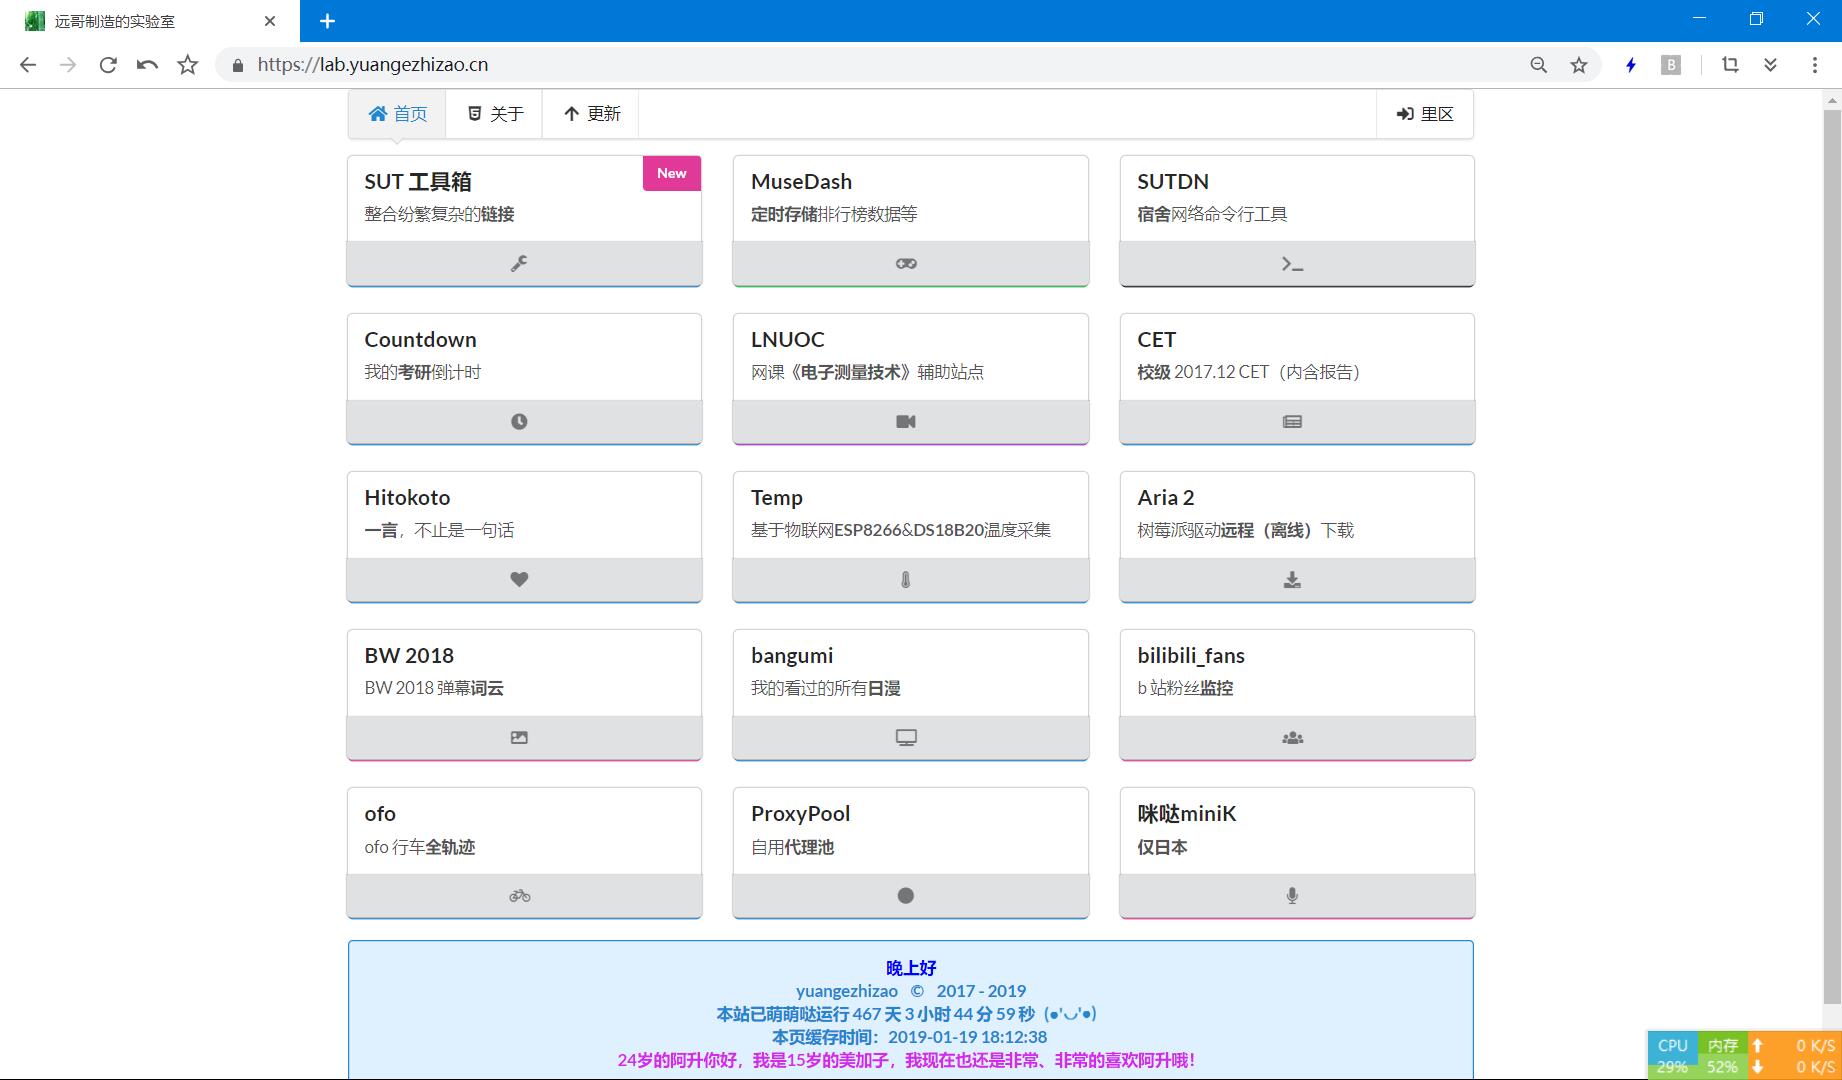 远哥制造的实验室
https://lab.yuangezhizao.cn
B
首页 关于 更新 里区
SUT 工具箱
New
整合纷繁复杂的链接
MuseDash
定时存储排行榜数据等
SUTDN
宿舍网络命令行工具
Countdown
我的考研倒计时
LNUOC
网课《电子测量技术》辅助站点
CET
校级 2017.12 CET（内含报告）
Hitokoto
一言，不止是一句话
Temp
基于物联网ESP8266&DS18B20温度采集
Aria 2
树莓派驱动远程（离线）下载
BW 2018
BW 2018 弹幕词云
bangumi
我的看过的所有日漫
bilibili_fans
b 站粉丝监控
ofo
ofo 行车全轨迹
ProxyPool
自用代理池
咪哒miniK
仅日本
晚上好
yuangezhizao © 2017 - 2019
本站已萌萌哒运行 467 天 3 小时 44 分 59 秒 (●'◡'●)
本页缓存时间：2019-01-19 18:12:38
24岁的阿升你好，我是15岁的美加子，我现在也还是非常、非常的喜欢阿升哦！
CPU 内存 0 K/S
29% 52% 0 K/S